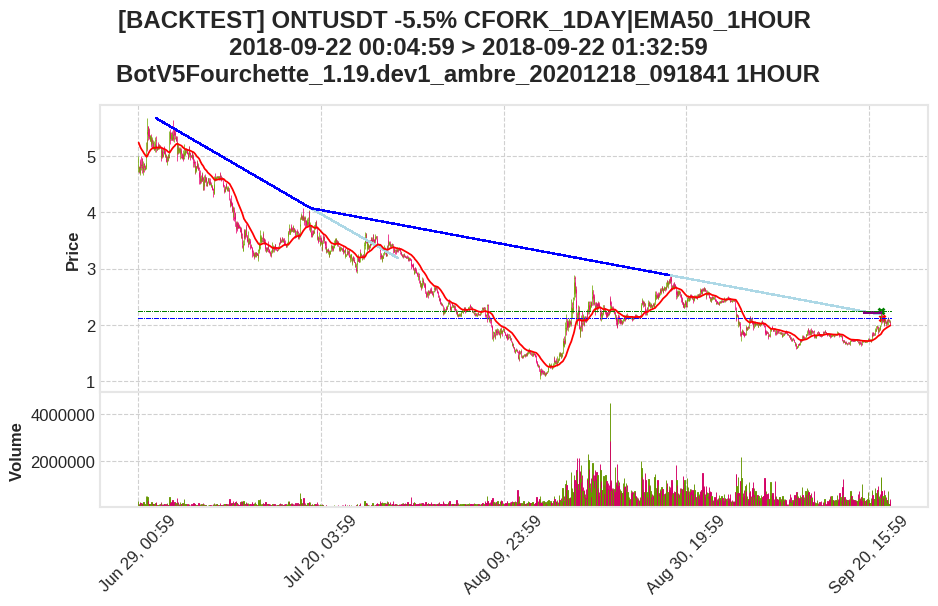 [BACKTEST] ONTUSDT -5.5% CFORK_1DAY|EMA50_1HOUR
2018-09-22 00:04:59 > 2018-09-22 01:32:59
BotV5Fourchette_1.19.dev1_ambre_20201218_091841 1HOUR
Price
5
4
3
2
1
Volume
4000000
2000000
Jun 29, 00:59
Jul 20, 03:59
Aug 09, 23:59
Aug 30, 19:59
Sep 20, 15:59